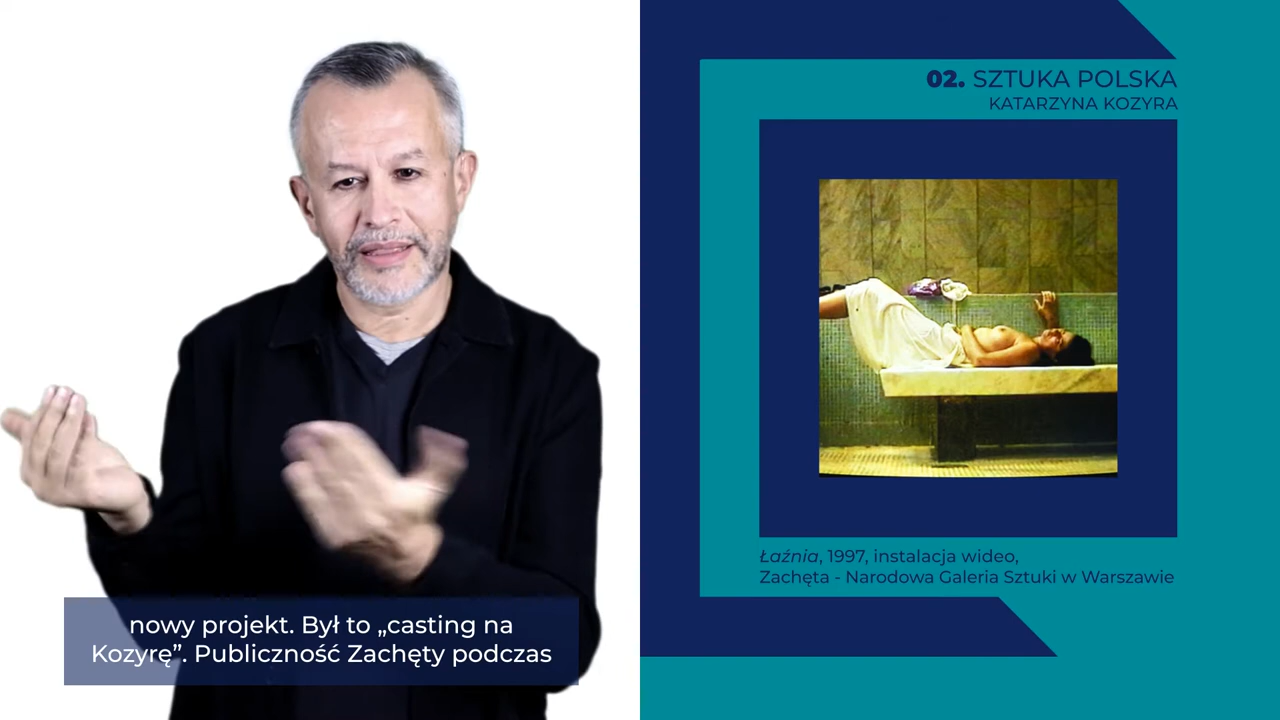 02. SZTUKA POLSKA
KATARZYNA KOZYRA
Łaźnia, 1997, instalacja wideo,
Zachęta - Narodowa Galeria Sztuki w Warszawie
nowy projekt. Był to „casting na
Kozyrę”. Publiczność Zachęty podczas